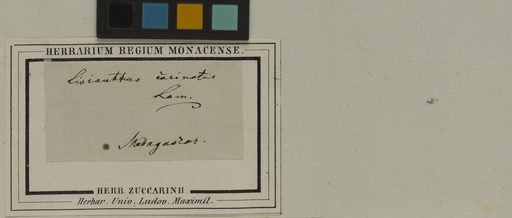 HERBARIUM REGIUM MONACENSE.
Lisianthus carinatus
Lam.
Madagascar.
HERB. ZUCCARINII
Herbar. Univ. Ludov. Maximil.